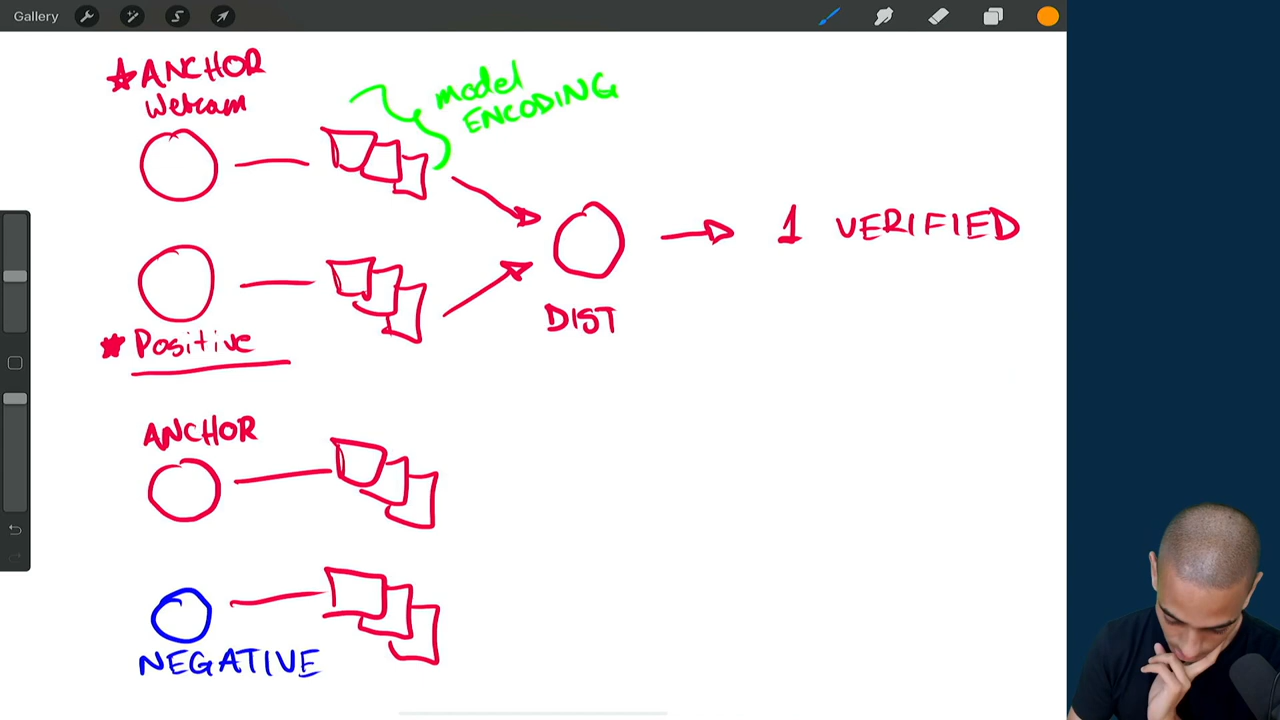 Gallery
ANCHOR
Webcam
model
ENCODING
1 VERIFIED
DIST
Positive
ANCHOR
NEGATIVE